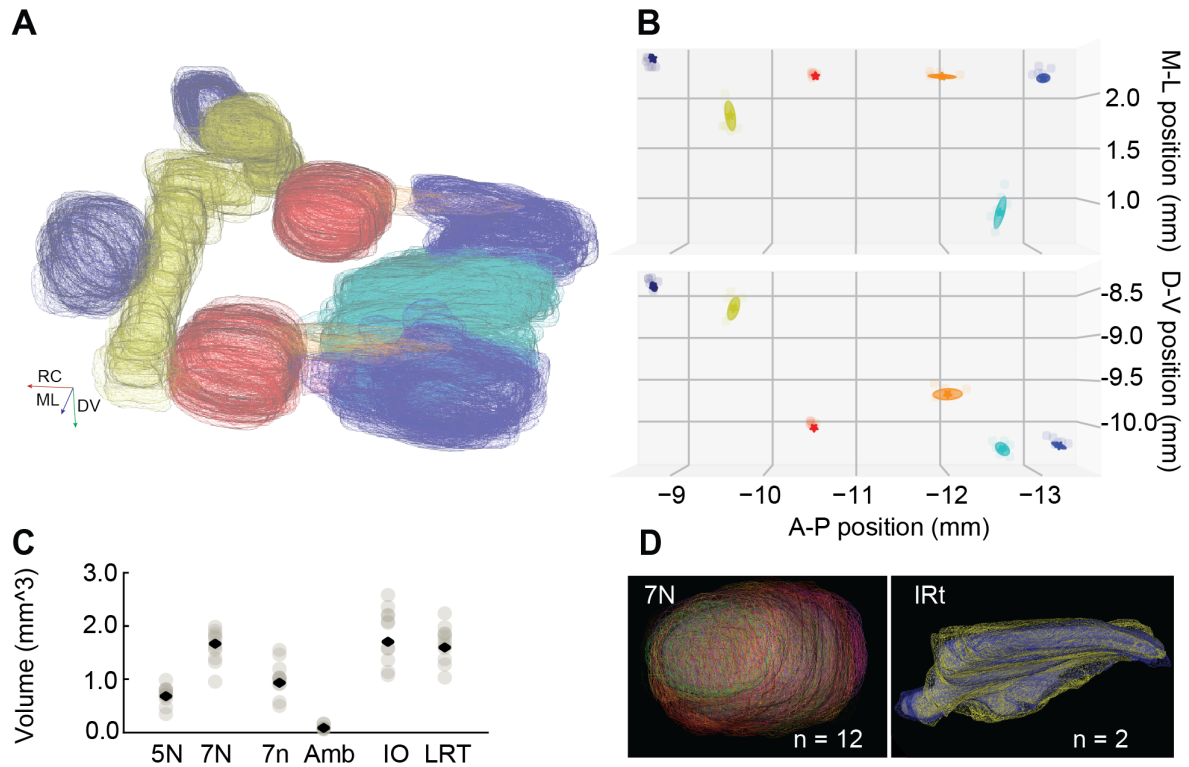 A
RC
ML
DV
B
M-L position (mm)
2.0
1.5
1.0
D-V position (mm)
-8.5
-9.0
-9.5
-10.0
−9 −10 −11 −12 −13
A-P position (mm)
C
Volume (mm^3)
3.0
2.0
1.0
0.0
5N 7N 7n Amb IO LRT
D
7N
n = 12
IRt
n = 2